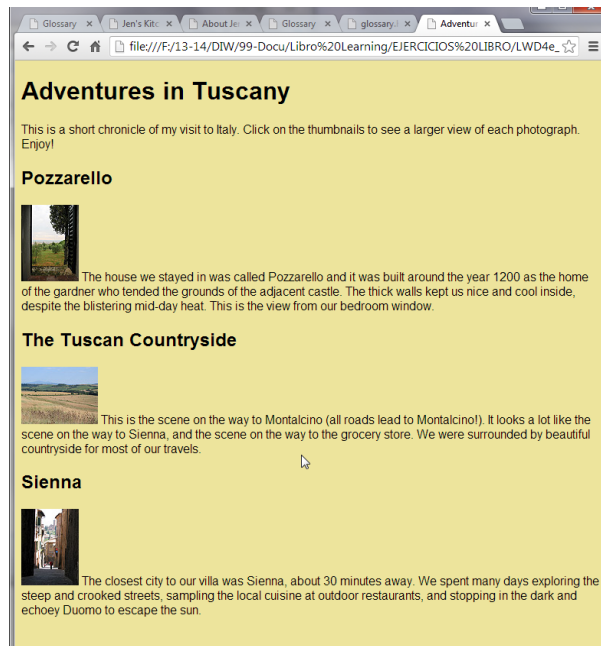 Glossary
Jen's Kitc
About Jen
Glossary
glossary.
Adventur
file:///F:/13-14/DIW/99-Docu/Libro%20Learning/EJERCICIOS%20LIBRO/LWD4e_
Adventures in Tuscany
This is a short chronicle of my visit to Italy. Click on the thumbnails to see a larger view of each photograph.
Enjoy!
Pozzarello
The house we stayed in was called Pozzarello and it was built around the year 1200 as the home
of the gardner who tended the grounds of the adjacent castle. The thick walls kept us nice and cool inside,
despite the blistering mid-day heat. This is the view from our bedroom window.
The Tuscan Countryside
This is the scene on the way to Montalcino (all roads lead to Montalcino!). It looks a lot like the
scene on the way to Sienna, and the scene on the way to the grocery store. We were surrounded by beautiful
countryside for most of our travels.
Sienna
The closest city to our villa was Sienna, about 30 minutes away. We spent many days exploring the
steep and crooked streets, sampling the local cuisine at outdoor restaurants, and stopping in the dark and
echoey Duomo to escape the sun.